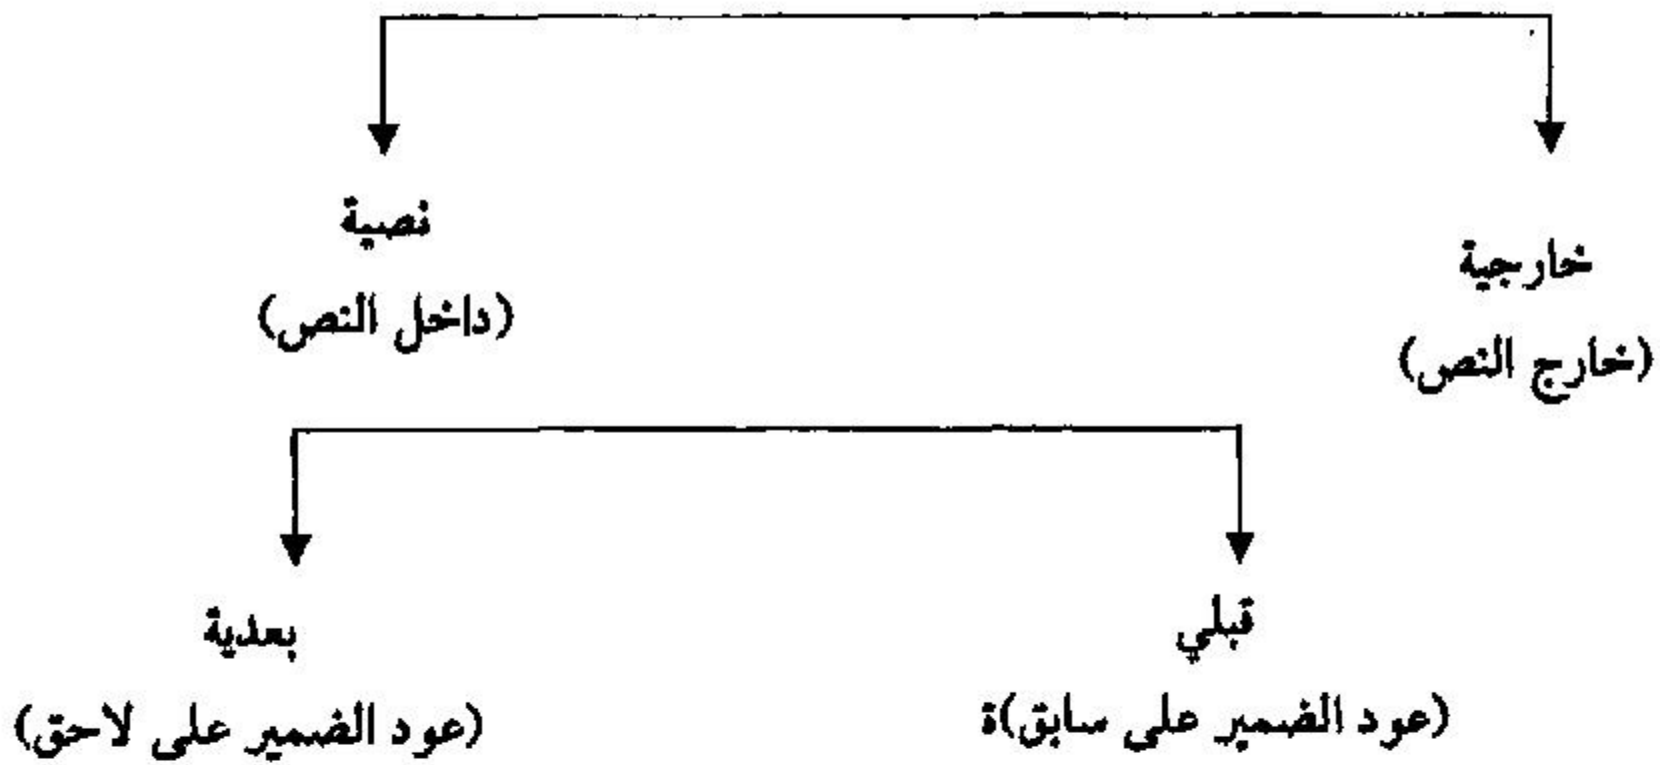 خارجية
(خارج النص)
نصية
(داخل النص)
قبلي
(عود الضمير على سابق)ة
بعدية
(عود الضمير على لاحق)